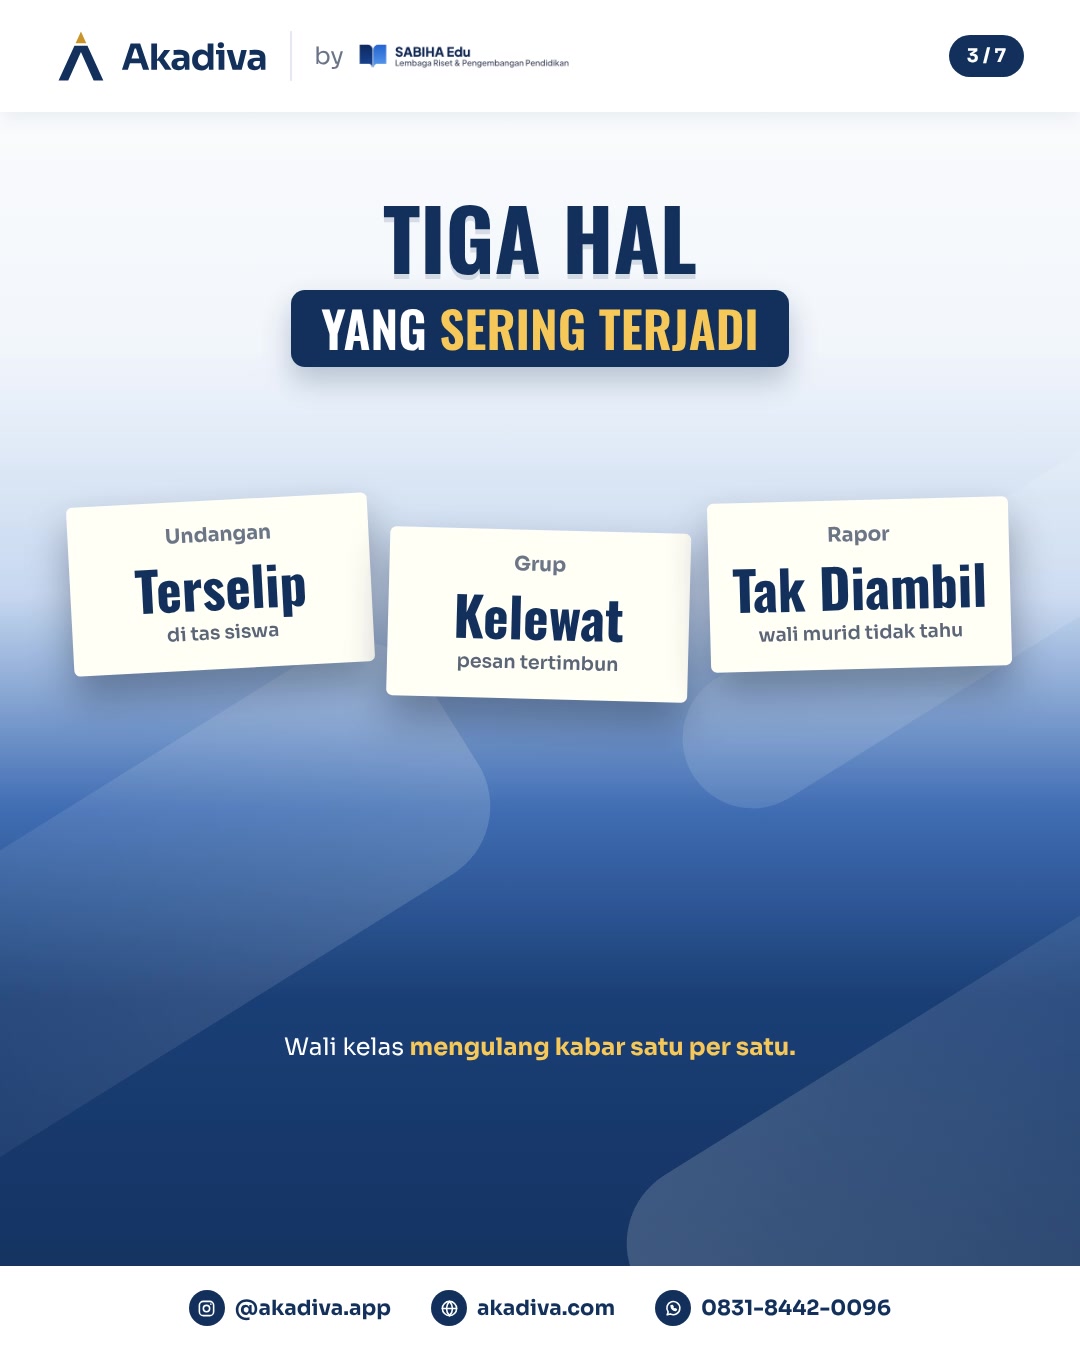 Akadiva
by
SABIHA Edu
Lembaga Riset & Pengembangan Pendidikan
3 / 7
TIGA HAL
YANG SERING TERJADI
Undangan
Terselip
di tas siswa
Grup
Kelewat
pesan tertimbun
Rapor
Tak Diambil
wali murid tidak tahu
Wali kelas mengulang kabar satu per satu.
@akadiva.app
akadiva.com
0831-8442-0096